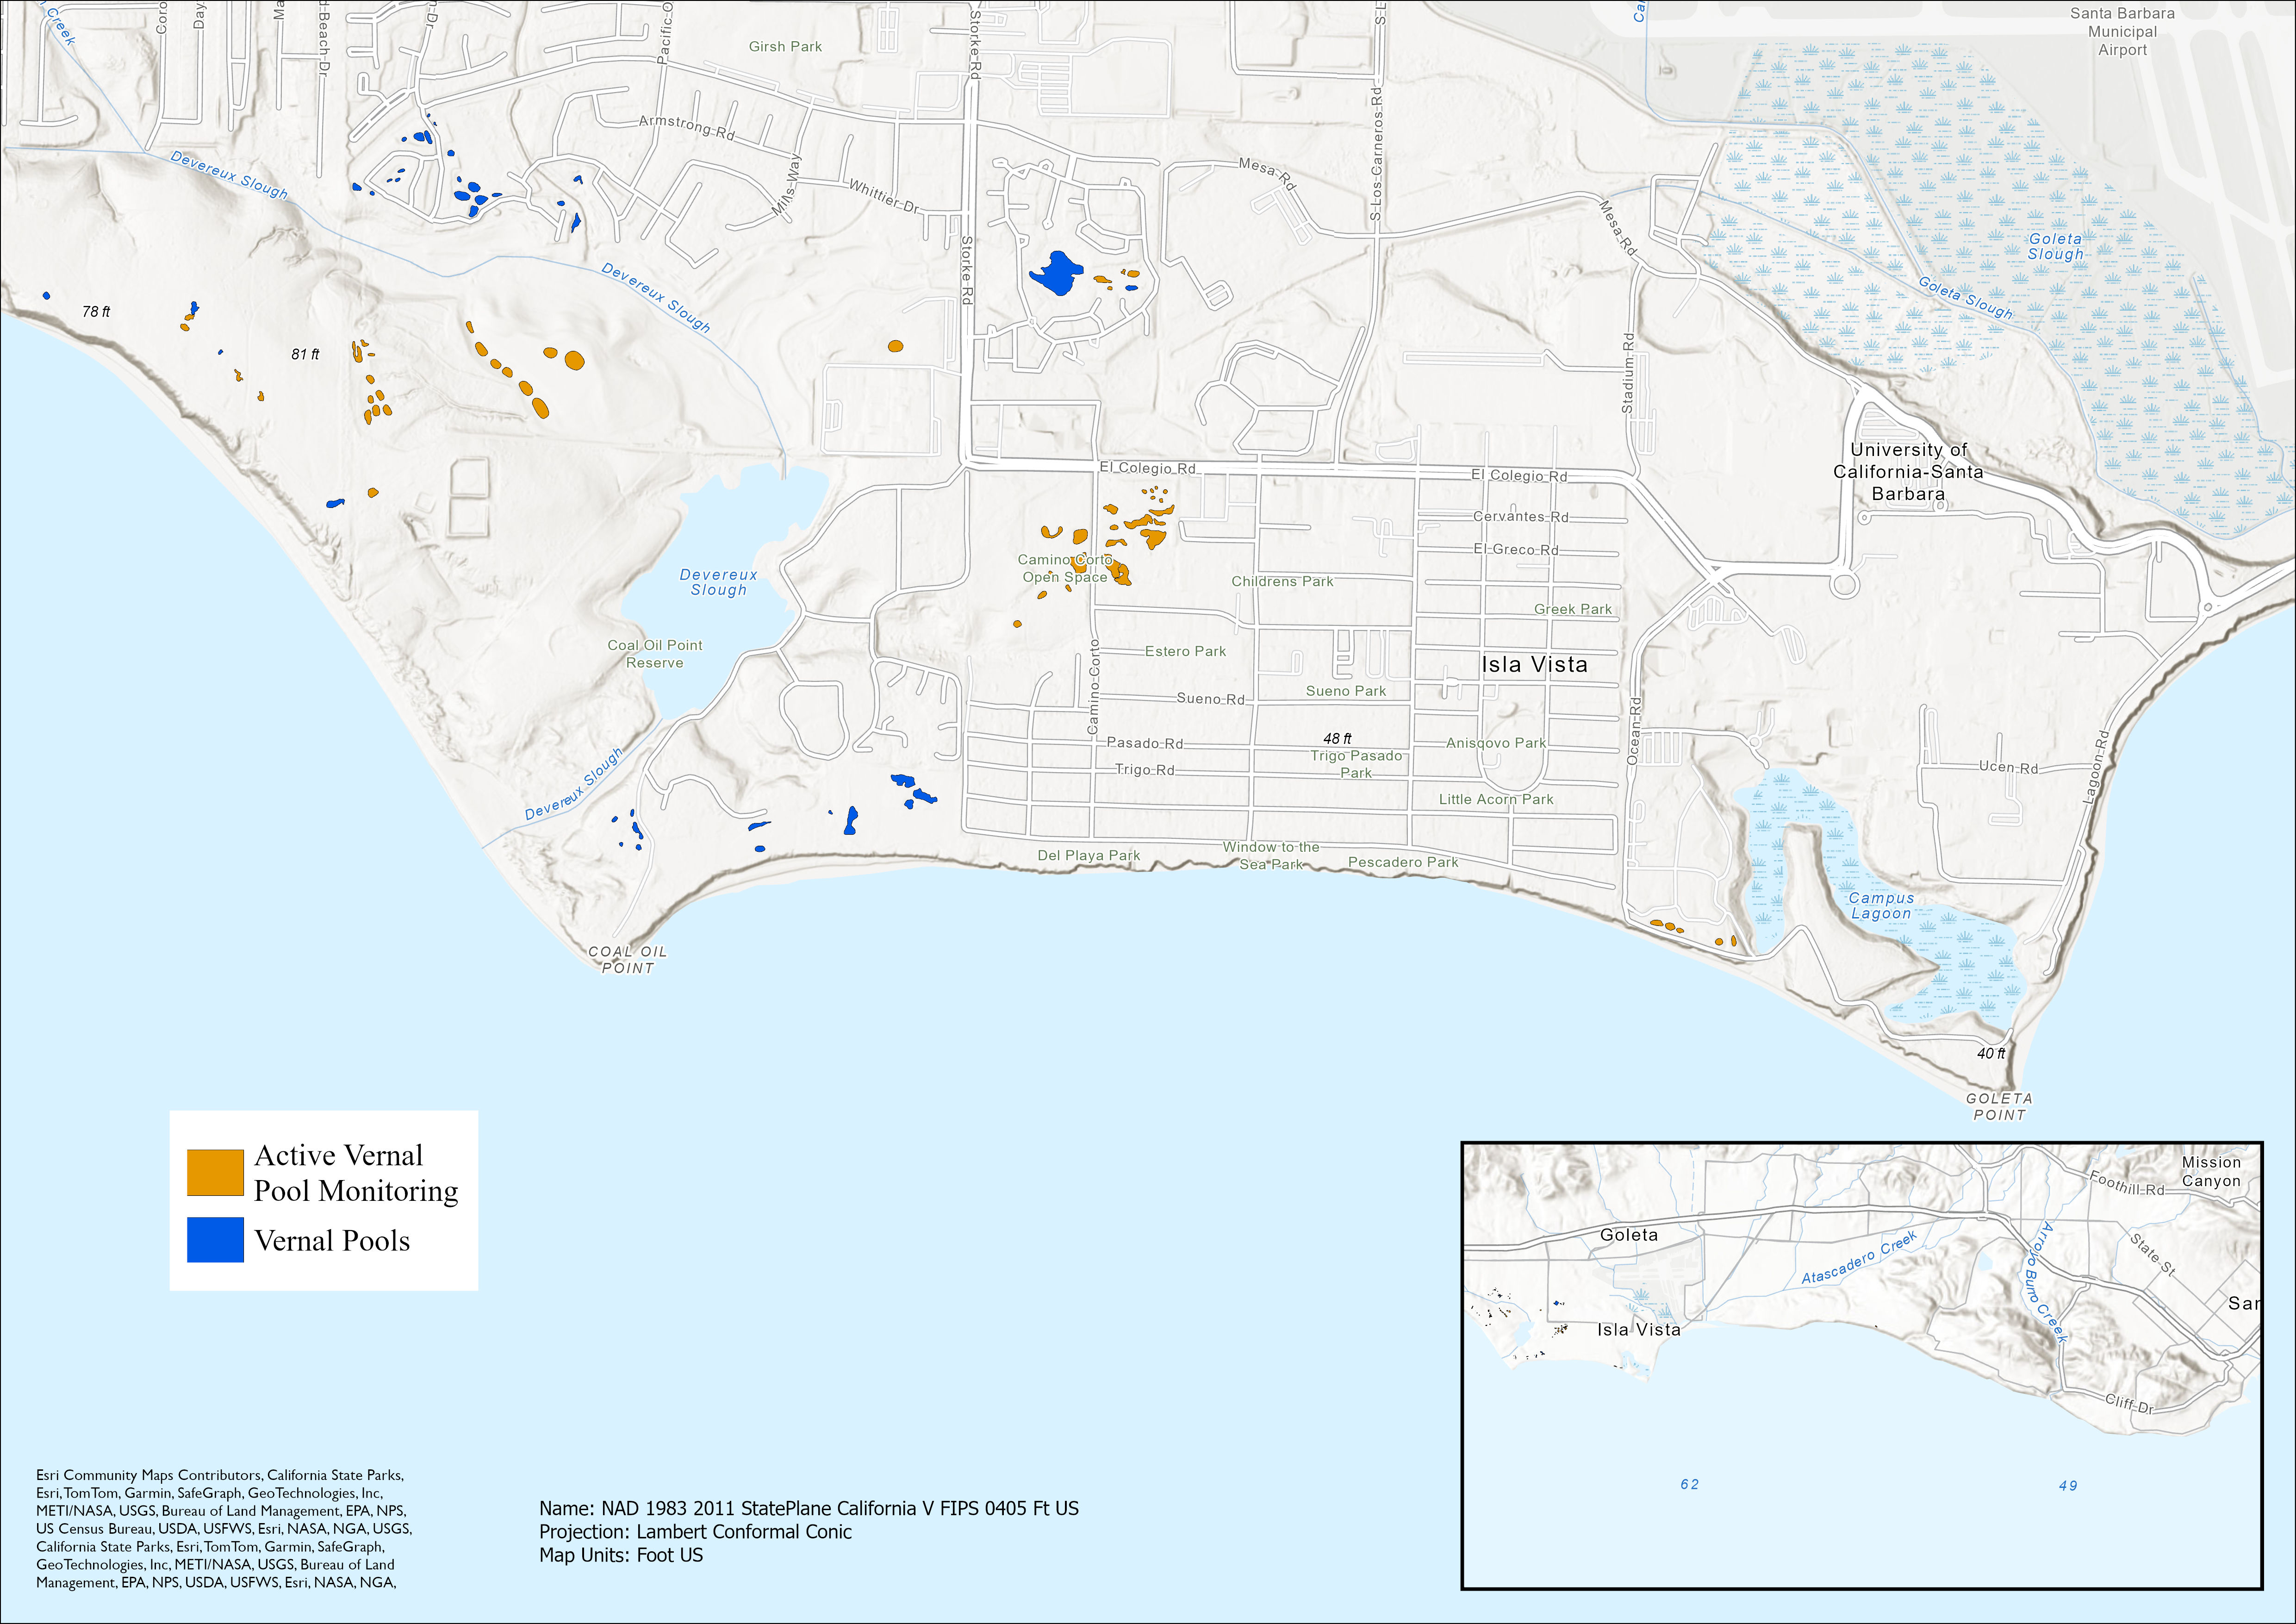 Creek
Coro
Day
Ma
d-Beach-Dr
n-Dr
Pacific-O
Girsh Park
Storke-Rd
S-L
Ca
Santa Barbara
Municipal
Airport
Armstrong-Rd
Devereux Slough
Mills-Way
Whittier-Dr
Mesa-Rd
S-Los-Carneros-Rd
Mesa-Rd
Storke-Rd
Devereux Slough
Goleta
Slough
Goleta Slough
78 ft
81 ft
Stadium-Rd
University of
California-Santa
Barbara
El Colegio Rd
El Colegio Rd
Cervantes-Rd
El-Greco-Rd
Camino Corto
Open Space
Devereux
Slough
Childrens Park
Greek Park
Coal Oil Point
Reserve
Estero Park
Isla Vista
Camino-Corto
Sueno Rd
Sueno Park
Ocean-Rd
48 ft
Pasado Rd
Anisqoyo Park
Trigo Pasado
Park
Trigo Rd
Ucen-Rd
Lagoon-Rd
Devereux Slough
Little Acorn Park
Del Playa Park
Window to the
Sea Park
Pescadero Park
Campus
Lagoon
COAL OIL
POINT
40 ft
GOLETA
POINT
Active Vernal
Pool Monitoring
Vernal Pools
Mission
Canyon
Foothill-Rd
Goleta
Atascadero Creek
Arroyo Burro Creek
State-St
San
Isla Vista
Cliff-Dr
62
49
Esri Community Maps Contributors, California State Parks,
Esri, TomTom, Garmin, SafeGraph, GeoTechnologies, Inc,
METI/NASA, USGS, Bureau of Land Management, EPA, NPS,
US Census Bureau, USDA, USFWS, Esri, NASA, NGA, USGS,
California State Parks, Esri, TomTom, Garmin, SafeGraph,
GeoTechnologies, Inc, METI/NASA, USGS, Bureau of Land
Management, EPA, NPS, USDA, USFWS, Esri, NASA, NGA,
Name: NAD 1983 2011 StatePlane California V FIPS 0405 Ft US
Projection: Lambert Conformal Conic
Map Units: Foot US